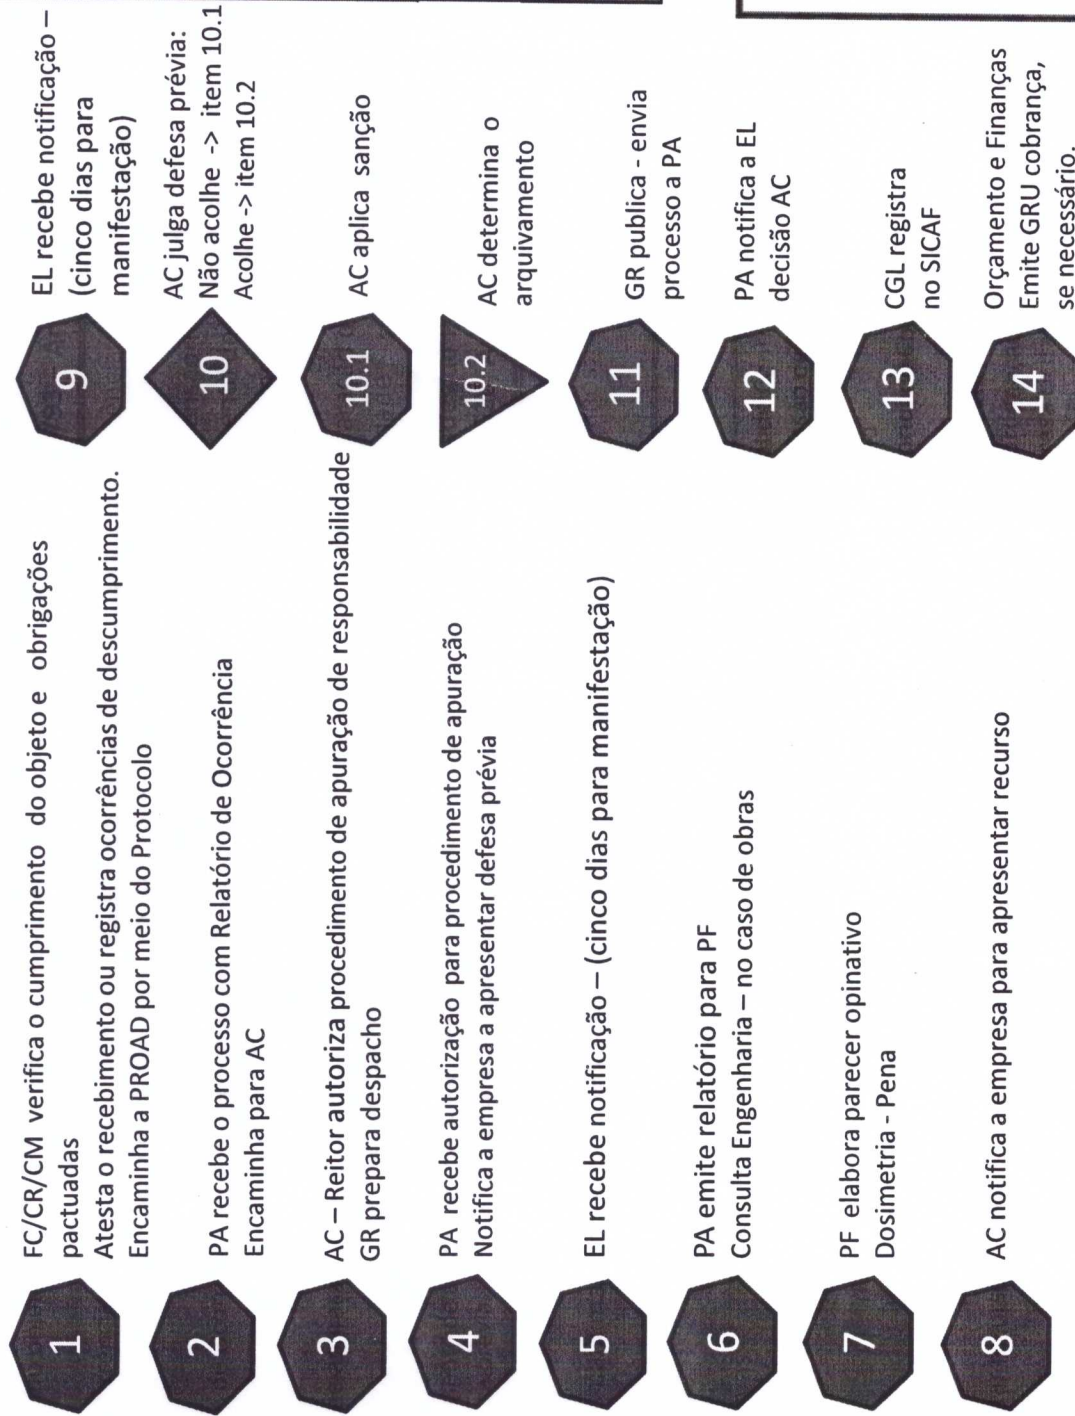 1
FC/CR/CM verifica o cumprimento do objeto e obrigações
pactuadas
Atesta o recebimento ou registra ocorrências de descumprimento.
Encaminha a PROAD por meio do Protocolo
2
PA recebe o processo com Relatório de Ocorrência
Encaminha para AC
3
AC – Reitor autoriza procedimento de apuração de responsabilidade
GR prepara despacho
4
PA recebe autorização para procedimento de apuração
Notifica a empresa a apresentar defesa prévia
5
EL recebe notificação – (cinco dias para manifestação)
6
PA emite relatório para PF
Consulta Engenharia – no caso de obras
7
PF elabora parecer opinativo
Dosimetria - Pena
8
AC notifica a empresa para apresentar recurso
9
EL recebe notificação –
(cinco dias para
manifestação)
10
AC julga defesa prévia:
Não acolhe -> item 10.1
Acolhe -> item 10.2
10.1
AC aplica sanção
10.2
AC determina o
arquivamento
11
GR publica - envia
processo a PA
12
PA notifica a EL
decisão AC
13
CGL registra
no SICAF
14
Orçamento e Finanças
Emite GRU cobrança,
se necessário.